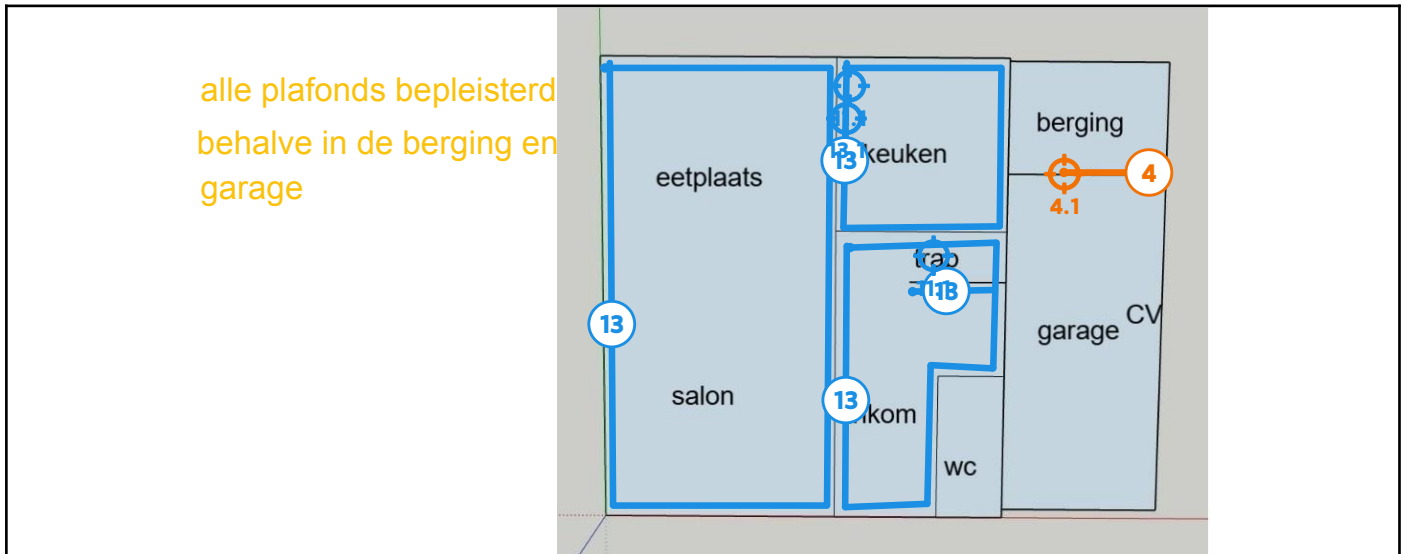 alle plafonds bepleisterd
behalve in de berging en
garage
berging
keuken
13
eetplaats
4
4.1
trap
13
13
CV
garage
salon
13
wc